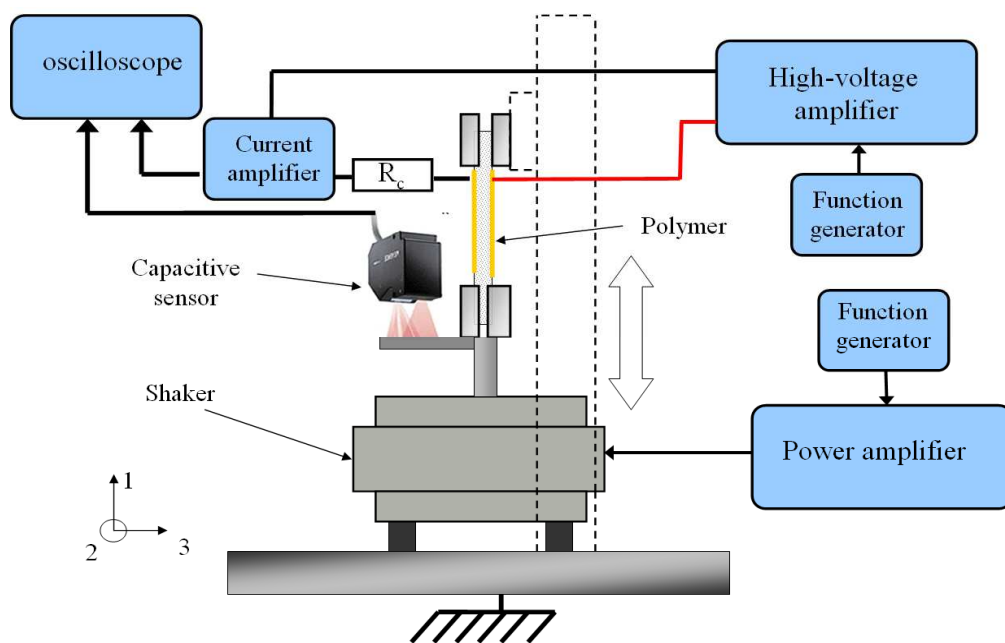 oscilloscope
High-voltage
amplifier
Current
amplifier
R_c
Function
generator
Polymer
Capacitive
sensor
Function
generator
Shaker
Power amplifier
1
2
3